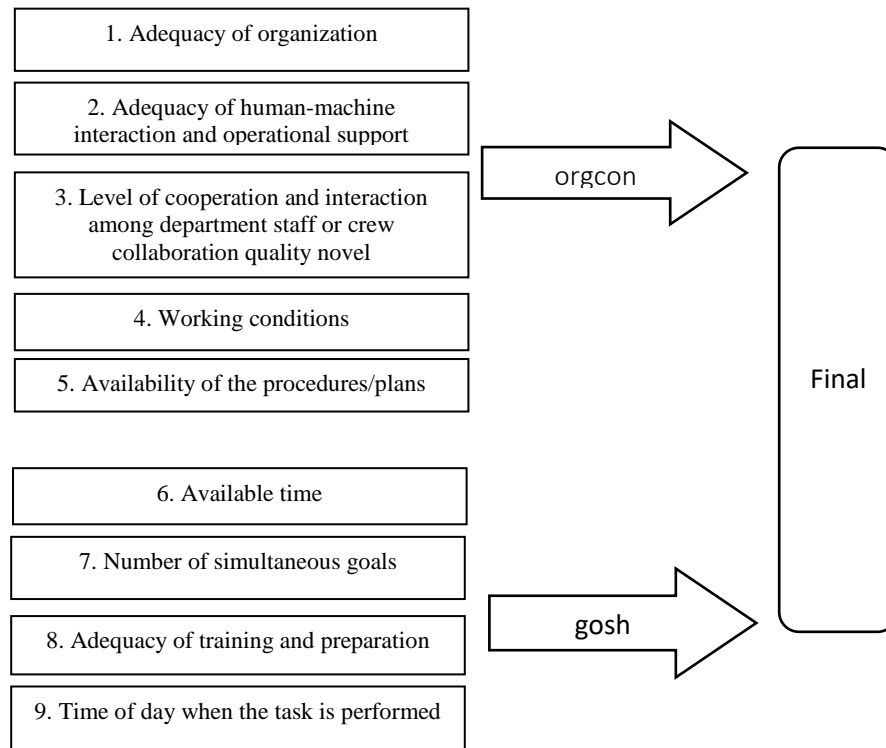 1. Adequacy of organization
2. Adequacy of human-machine
interaction and operational support
3. Level of cooperation and interaction
among department staff or crew
collaboration quality novel
4. Working conditions
5. Availability of the procedures/plans
orgcon
Final
6. Available time
7. Number of simultaneous goals
8. Adequacy of training and preparation
9. Time of day when the task is performed
gosh